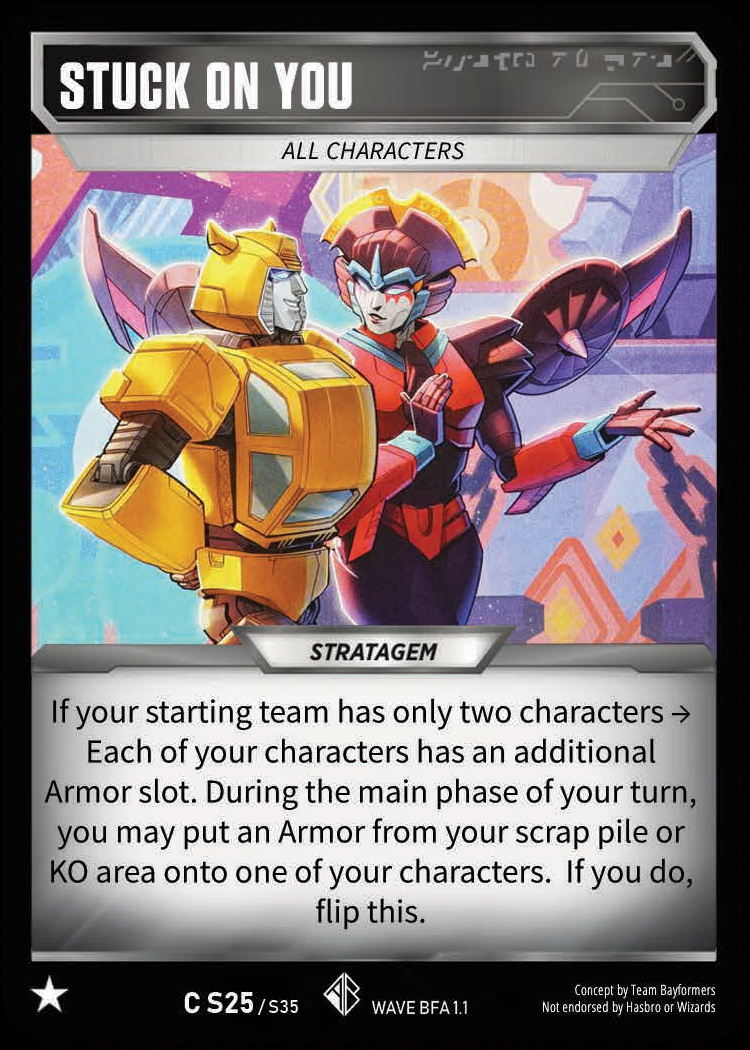 STUCK ON YOU
ALL CHARACTERS
STRATAGEM
If your starting team has only two characters →
Each of your characters has an additional
Armor slot. During the main phase of your turn,
you may put an Armor from your scrap pile or
KO area onto one of your characters.  If you do,
flip this.
C S25/S35
WAVE BFA 1.1
Concept by Team Bayformers
Not endorsed by Hasbro or Wizards